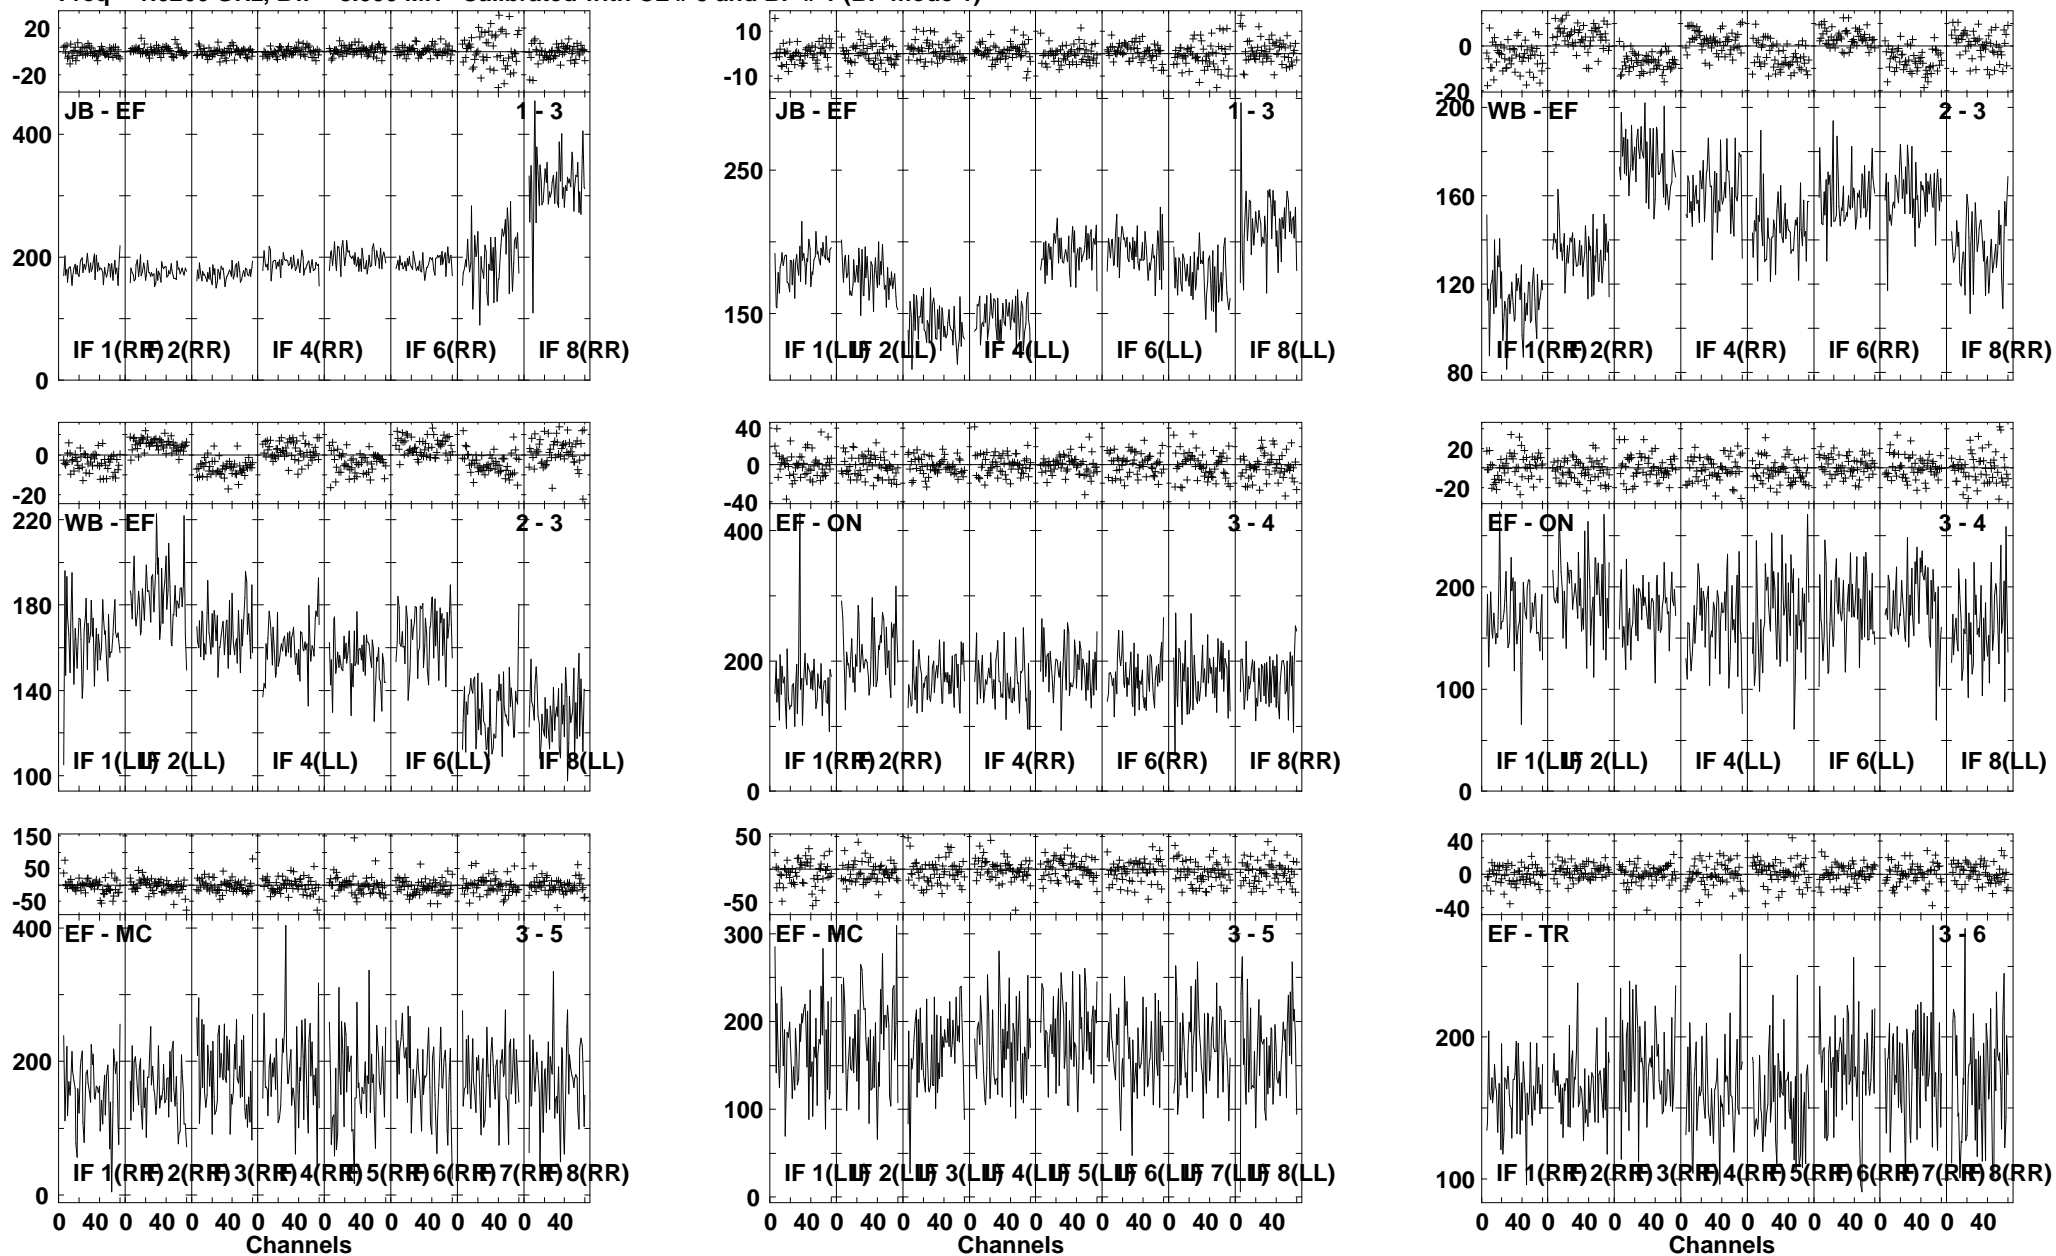 20
-20
JB - EF
1 - 3
400
200
0
IF 1(RR)
IF 2(RR)
IF 4(RR)
IF 6(RR)
IF 8(RR)
10
-10
JB - EF
1 - 3
250
150
IF 1(LL)
IF 2(LL)
IF 4(LL)
IF 6(LL)
IF 8(LL)
0
-20
WB - EF
2 - 3
200
160
120
80
IF 1(RR)
IF 2(RR)
IF 4(RR)
IF 6(RR)
IF 8(RR)
0
-20
WB - EF
2 - 3
220
180
140
100
IF 1(LL)
IF 2(LL)
IF 4(LL)
IF 6(LL)
IF 8(LL)
40
0
-40
EF - ON
3 - 4
400
200
0
IF 1(RR)
IF 2(RR)
IF 4(RR)
IF 6(RR)
IF 8(RR)
20
-20
EF - ON
3 - 4
200
100
0
IF 1(LL)
IF 2(LL)
IF 4(LL)
IF 6(LL)
IF 8(LL)
150
50
-50
EF - MC
3 - 5
400
200
0
IF 1(RR)
IF 2(RR)
IF 3(RR)
IF 4(RR)
IF 5(RR)
IF 6(RR)
IF 7(RR)
IF 8(RR)
0 40 0 40 0 40 0 40 0 40 0 40 0 40 0 40
Channels
50
-50
EF - MC
3 - 5
300
200
100
0
IF 1(LL)
IF 2(LL)
IF 3(LL)
IF 4(LL)
IF 5(LL)
IF 6(LL)
IF 7(LL)
IF 8(LL)
0 40 0 40 0 40 0 40 0 40 0 40 0 40 0 40
Channels
40
0
-40
EF - TR
3 - 6
200
100
IF 1(RR)
IF 2(RR)
IF 3(RR)
IF 4(RR)
IF 5(RR)
IF 6(RR)
IF 7(RR)
IF 8(RR)
0 40 0 40 0 40 0 40 0 40 0 40 0 40 0 40
Channels